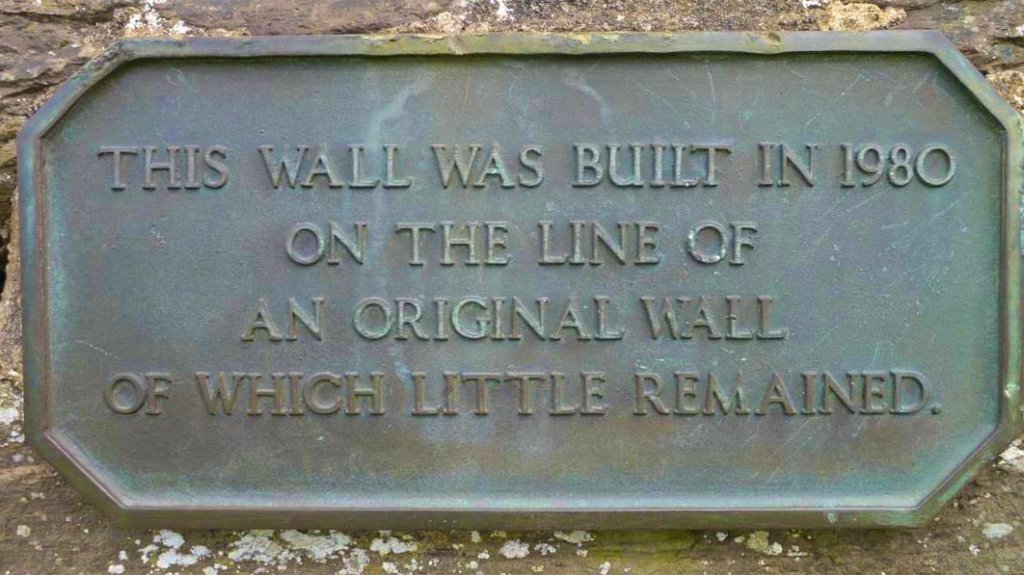 THIS WALL WAS BUILT IN 1980
ON THE LINE OF
AN ORIGINAL WALL
OF WHICH LITTLE REMAINED.